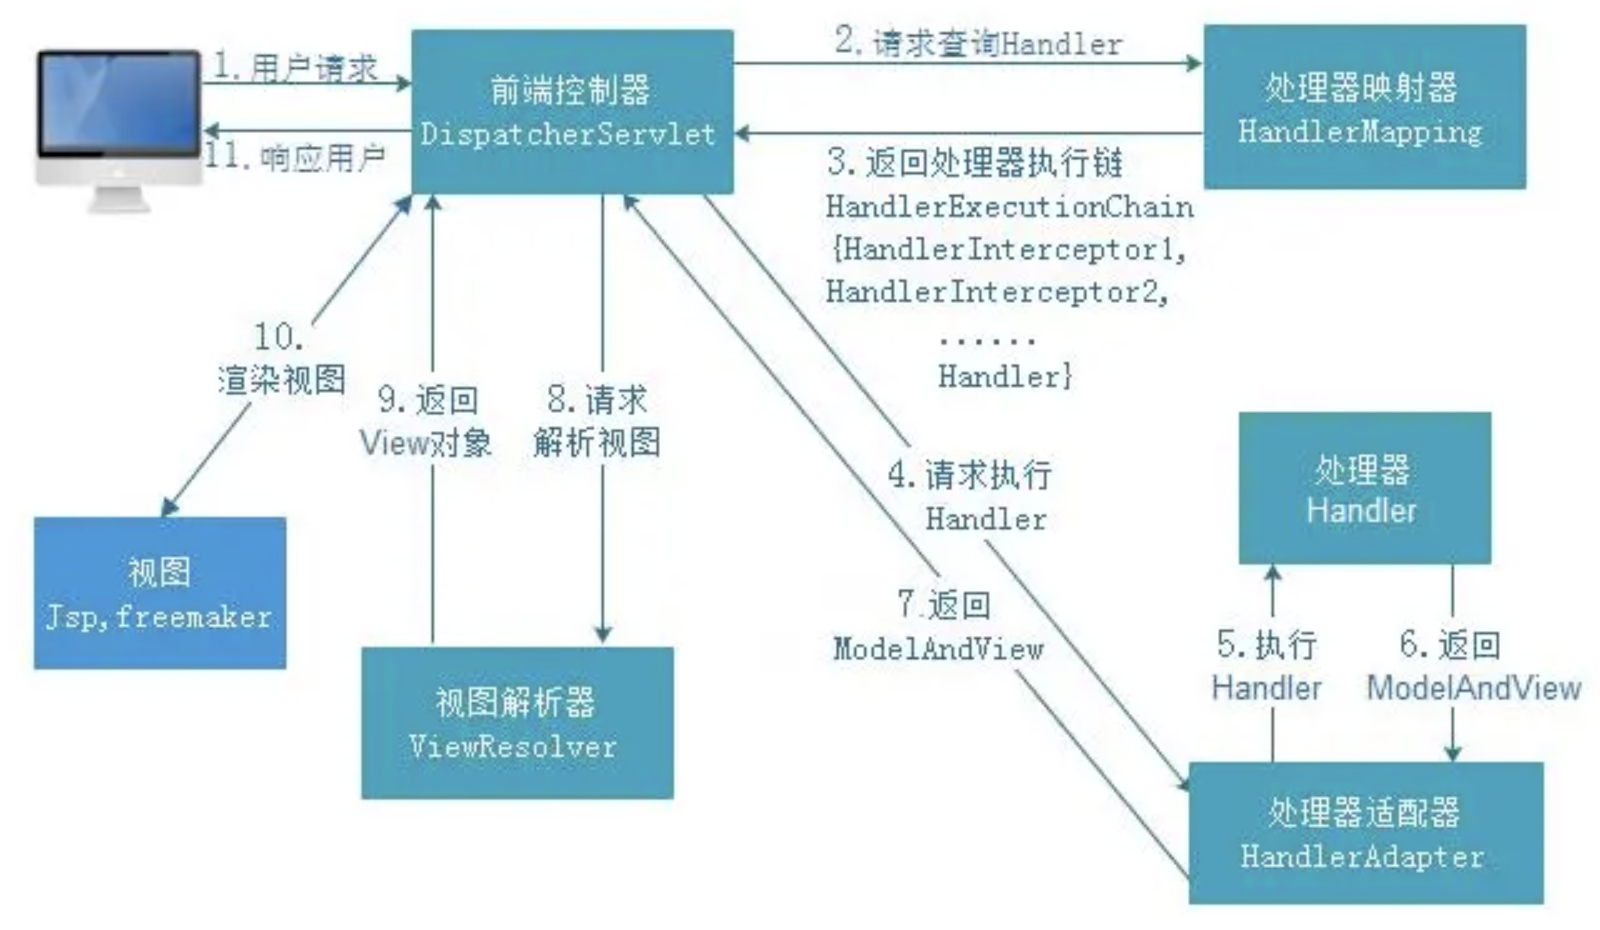 1.用户请求
11.响应用户
前端控制器
DispatcherServlet
2.请求查询Handler
处理器映射器
HandlerMapping
3.返回处理器执行链
HandlerExecutionChain
{HandlerInterceptor1,
HandlerInterceptor2,
......
Handler}
10.
渲染视图
9.返回
View对象
8.请求
解析视图
4.请求执行
Handler
7.返回
ModelAndView
处理器
Handler
5.执行
Handler
6.返回
ModelAndView
视图
Jsp,freemaker
视图解析器
ViewResolver
处理器适配器
HandlerAdapter